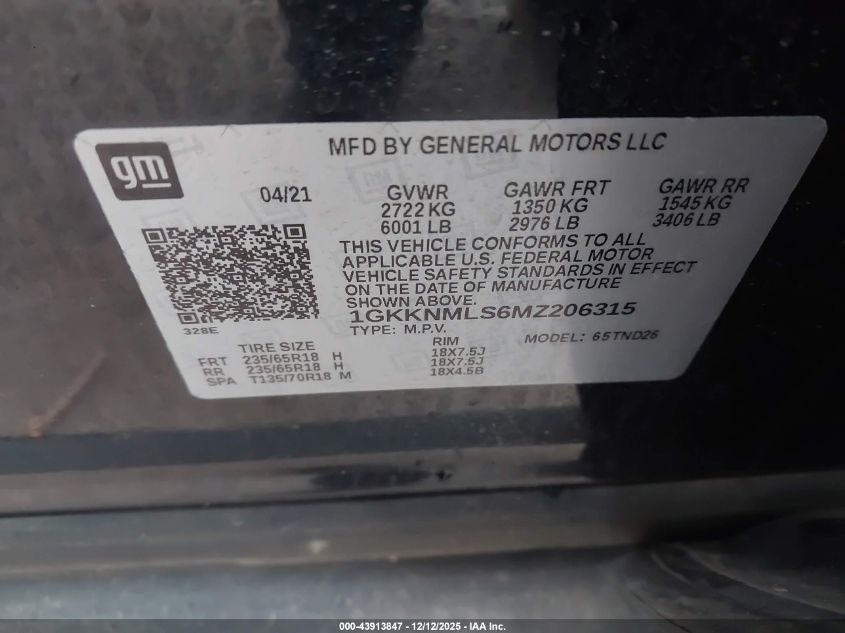 gm
MFD BY GENERAL MOTORS LLC
04/21
GVWR
2722 KG
6001 LB
GAWR FRT
1350 KG
2976 LB
GAWR RR
1545 KG
3406 LB
THIS VEHICLE CONFORMS TO ALL
APPLICABLE U.S. FEDERAL MOTOR
VEHICLE SAFETY STANDARDS IN EFFECT
ON THE DATE OF MANUFACTURE
SHOWN ABOVE.
1GKKNMLS6MZ206315
328E
TYPE: M.P.V.
MODEL: 65TND26
TIRE SIZE RIM
FRT 235/65R18 H 18X7.5J
RR 235/65R18 H 18X7.5J
SPA T135/70R18 M 18X4.5B
000-43913847 - 12/12/2025 - IAA Inc.